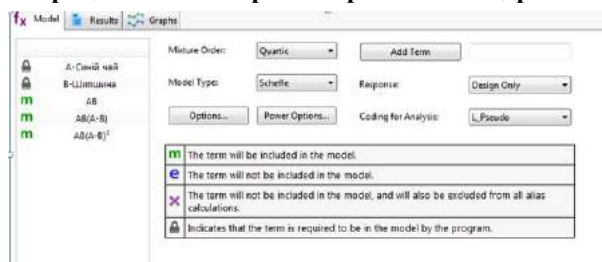 fx Model Results Graphs
Mixture Order: Quartic Add Term
A-Синій чай
B-Шипшина
Model Type: Scheffe Response: Design Only
m AB
m AB(A-B)
Options... Power Options... Coding for Analysis: L_Pseudo
m AB(A-B)²
m The term will be included in the model.
e The term will not be included in the model.
The term will not be included in the model, and will also be excluded from all alias
calculations.
Indicates that the term is required to be in the model by the program.